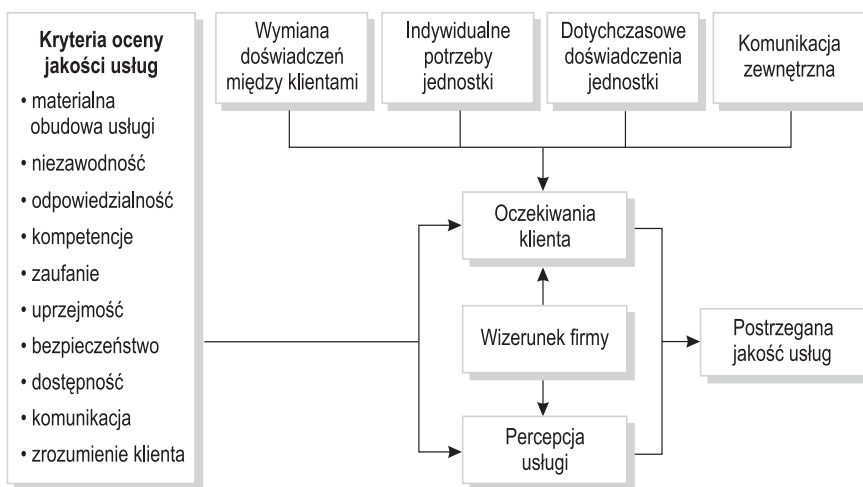 Kryteria oceny
jakości usług
• materialna
obudowa usługi
• niezawodność
• odpowiedzialność
• kompetencje
• zaufanie
• uprzejmość
• bezpieczeństwo
• dostępność
• komunikacja
• zrozumienie klienta
Wymiana
doświadczeń
między klientami
Indywidualne
potrzeby
jednostki
Dotychczasowe
doświadczenia
jednostki
Komunikacja
zewnętrzna
Oczekiwania
klienta
Wizerunek firmy
Percepcja
usługi
Postrzegana
jakość usług